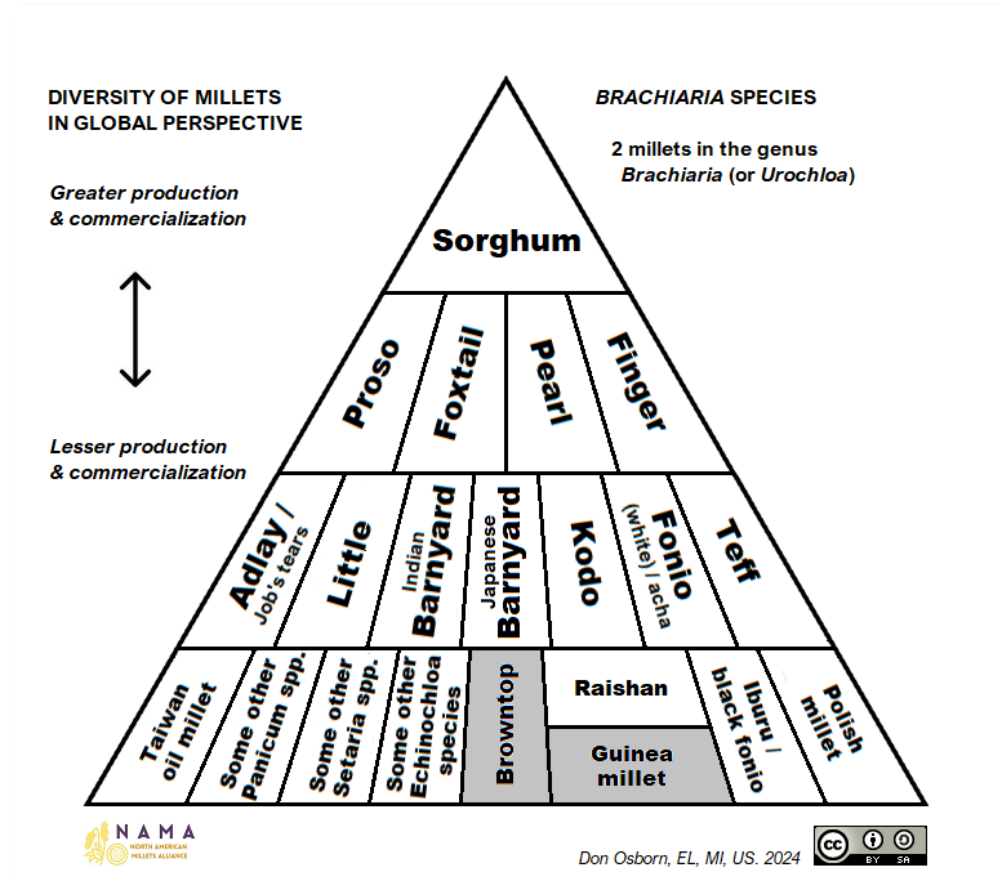 DIVERSITY OF MILLETS
IN GLOBAL PERSPECTIVE
Greater production
& commercialization
Lesser production
& commercialization
BRACHIARIA SPECIES
2 millets in the genus
Brachiaria (or Urochloa)
Sorghum
Proso
Foxtail
Pearl
Finger
Adlay /
Job's tears
Little
Indian
Barnyard
Japanese
Barnyard
Kodo
Fonio
(white) / acha
Teff
Taiwan
oil millet
Some other
Panicum spp.
Some other
Setaria spp.
Some other
Echinochloa
species
Browntop
Raishan
Guinea
millet
Iburu /
black fonio
Polish
millet
NAMA
NORTH AMERICAN
MILLETS ALLIANCE
Don Osborn, EL, MI, US. 2024
CC
BY SA